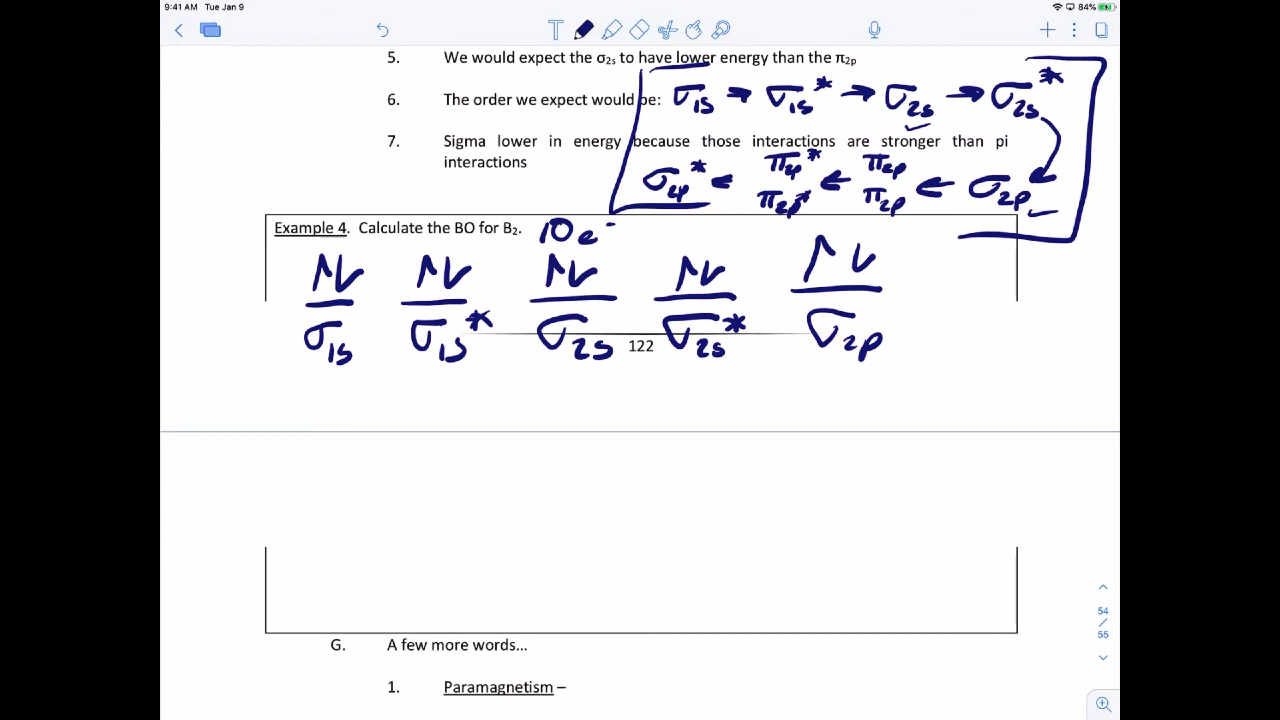 9:41 AM Tue Jan 9
84%
5. We would expect the σ2s to have lower energy than the π2p
6. The order we expect would be: σ1s → σ1s* → σ2s → σ2s*
σ2p* ← π2p* ← π2p ← σ2p
π2p* π2p
7. Sigma lower in energy because those interactions are stronger than pi
interactions
Example 4. Calculate the BO for B2. 10e-
↑↓ ↑↓ ↑↓ ↑↓ ↑↓
σ1s σ1s* σ2s σ2s* σ2p
122
G. A few more words...
1. Paramagnetism –
54
/
55